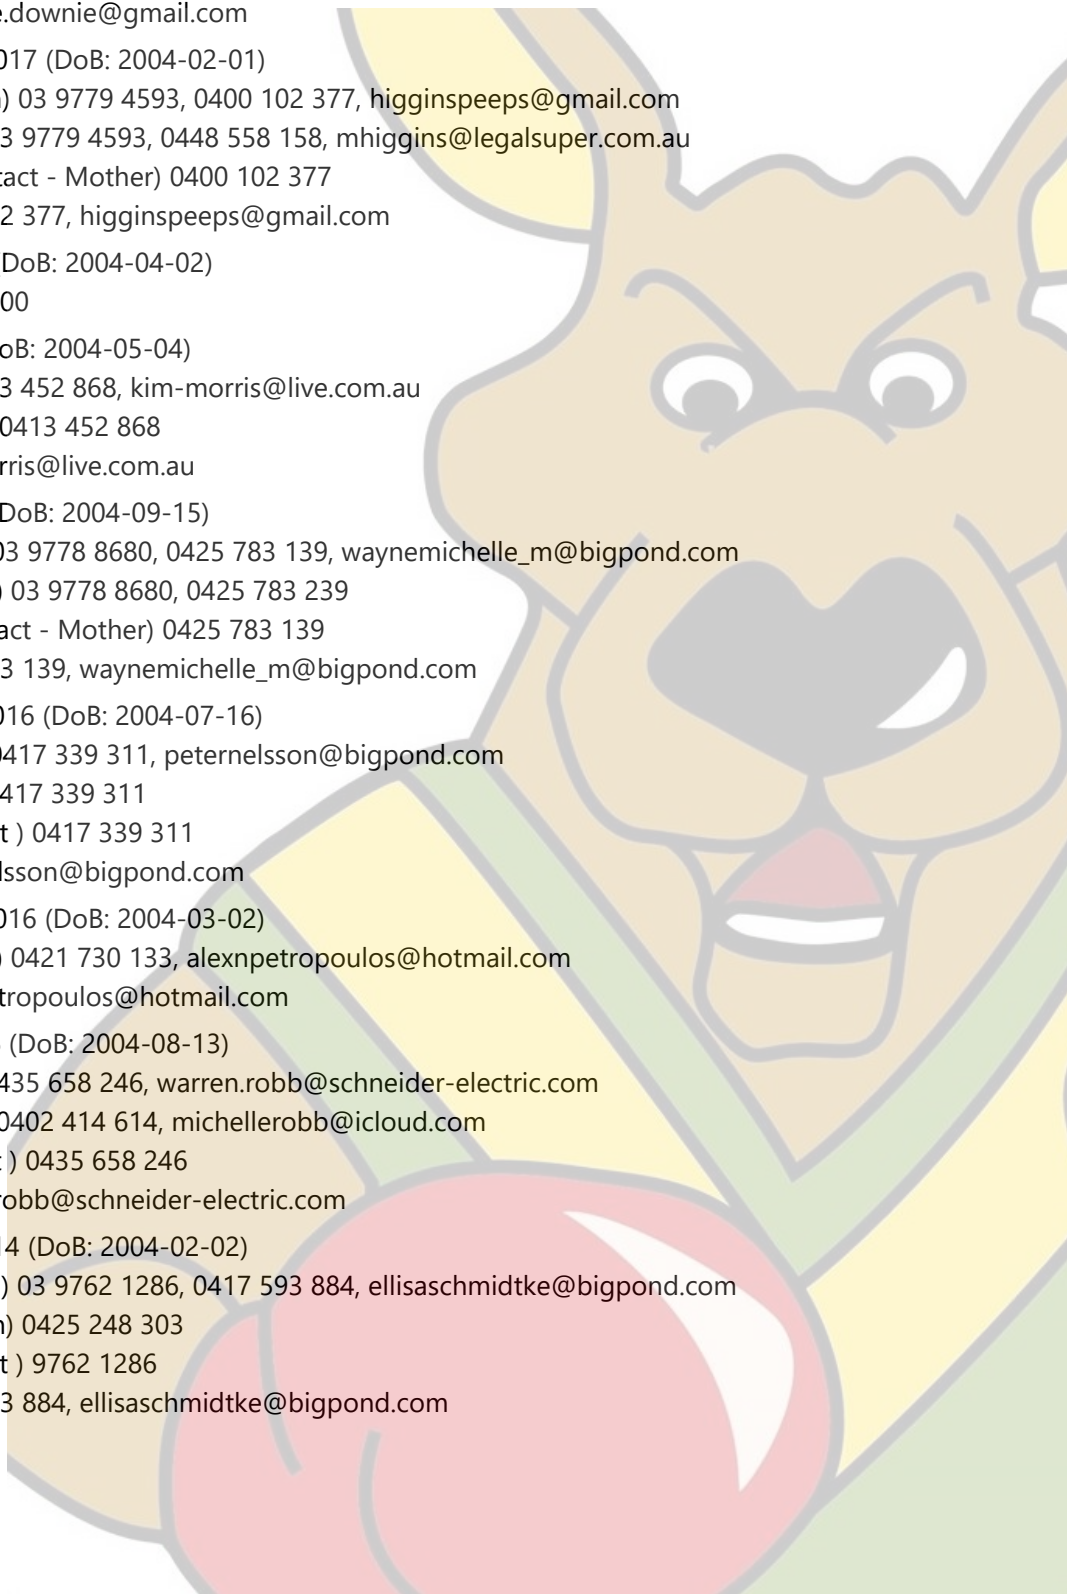 e.downie@gmail.com
017 (DoB: 2004-02-01)
) 03 9779 4593, 0400 102 377, higginspeeps@gmail.com
3 9779 4593, 0448 558 158, mhiggins@legalsuper.com.au
tact - Mother) 0400 102 377
2 377, higginspeeps@gmail.com
(DoB: 2004-04-02)
00
oB: 2004-05-04)
3 452 868, kim-morris@live.com.au
0413 452 868
rris@live.com.au
DoB: 2004-09-15)
03 9778 8680, 0425 783 139, waynemichelle_m@bigpond.com
) 03 9778 8680, 0425 783 239
act - Mother) 0425 783 139
3 139, waynemichelle_m@bigpond.com
016 (DoB: 2004-07-16)
0417 339 311, peternelsson@bigpond.com
417 339 311
t ) 0417 339 311
lsson@bigpond.com
016 (DoB: 2004-03-02)
) 0421 730 133, alexnpetropoulos@hotmail.com
tropoulos@hotmail.com
(DoB: 2004-08-13)
435 658 246, warren.robb@schneider-electric.com
0402 414 614, michellerobb@icloud.com
t ) 0435 658 246
robb@schneider-electric.com
14 (DoB: 2004-02-02)
) 03 9762 1286, 0417 593 884, ellisaschmidtke@bigpond.com
n) 0425 248 303
t ) 9762 1286
3 884, ellisaschmidtke@bigpond.com